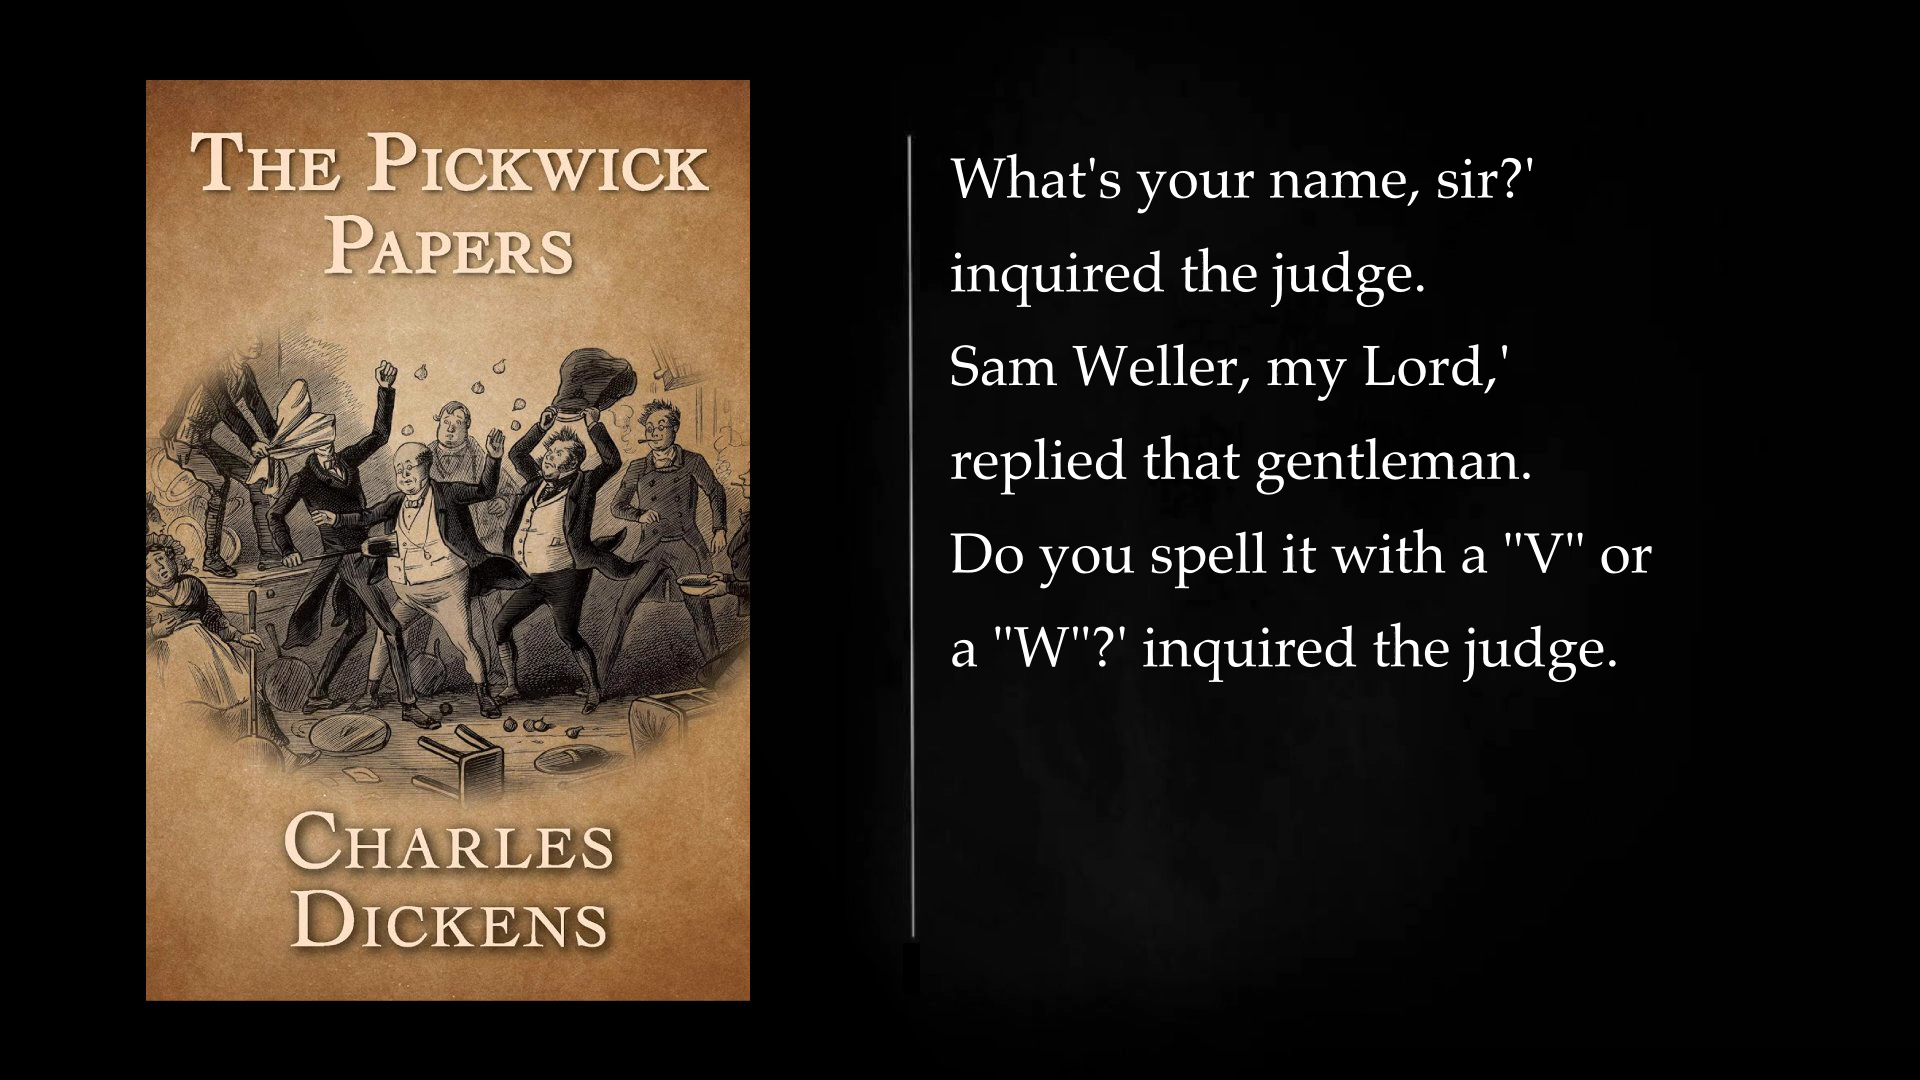 THE PICKWICK
PAPERS
CHARLES
DICKENS
What's your name, sir?'
inquired the judge.
Sam Weller, my Lord,'
replied that gentleman.
Do you spell it with a "V" or
a "W"?' inquired the judge.